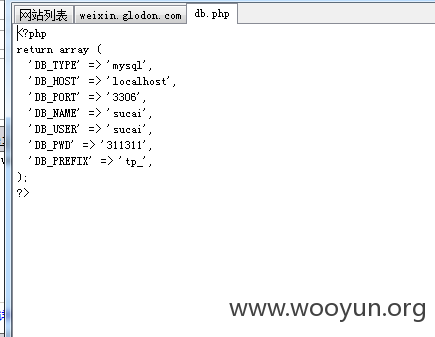 网站列表 weixin.glodon.com db.php
<?php
return array (
  'DB_TYPE' => 'mysql',
  'DB_HOST' => 'localhost',
  'DB_PORT' => '3306',
  'DB_NAME' => 'sucai',
  'DB_USER' => 'sucai',
  'DB_PWD' => '311311',
  'DB_PREFIX' => 'tp_',
);
?>
www.wooyun.org